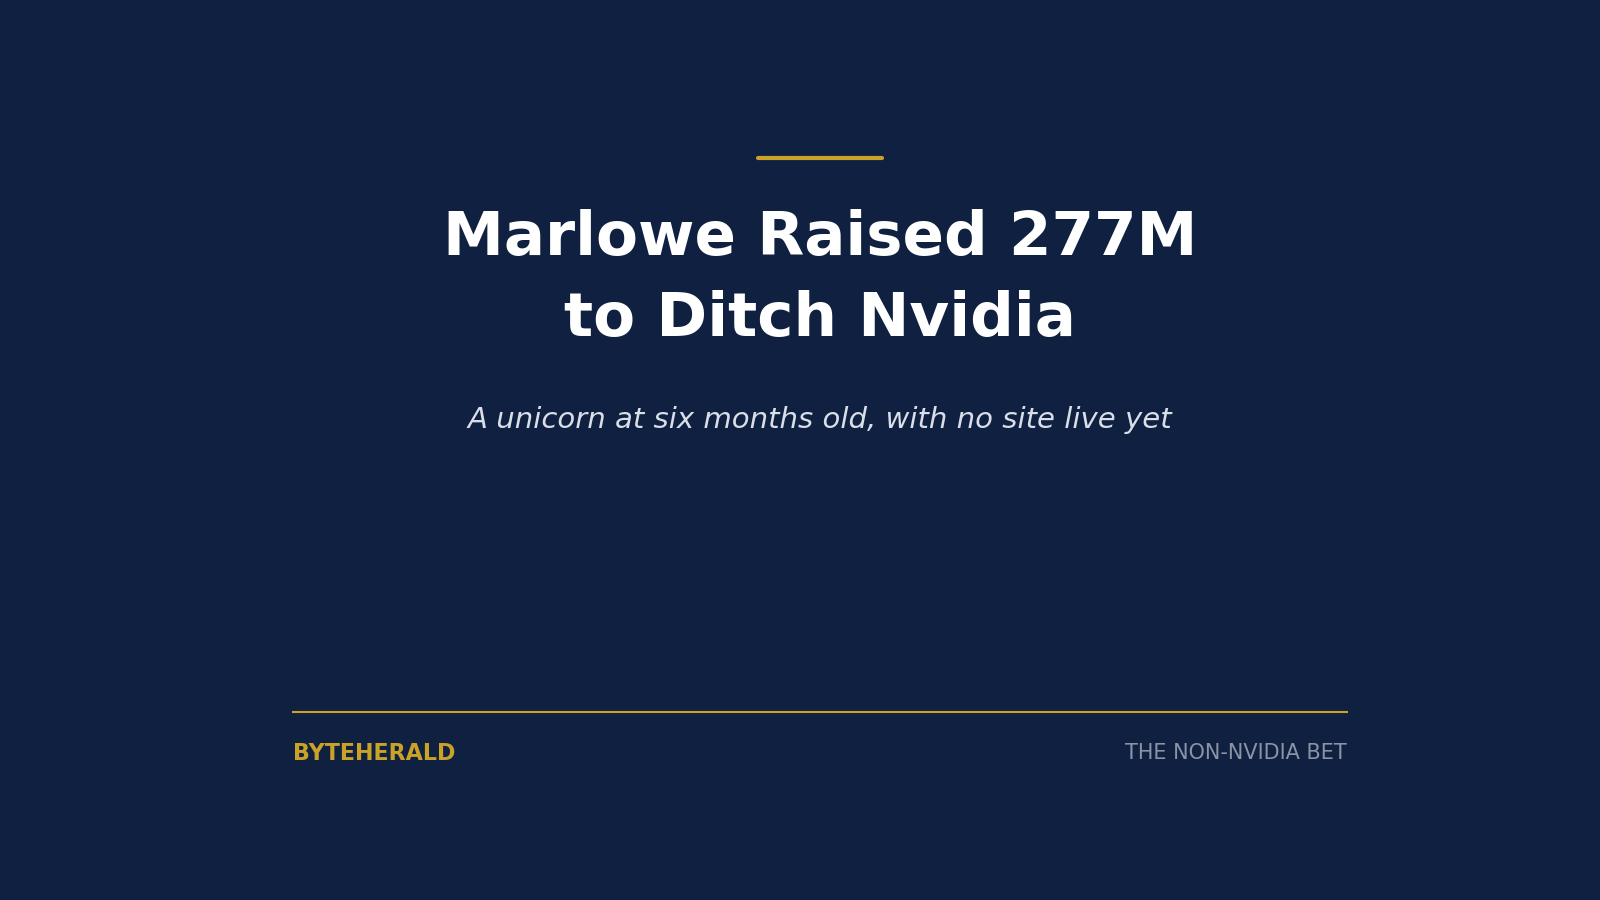 Marlowe Raised 277M
to Ditch Nvidia
A unicorn at six months old, with no site live yet
BYTEHERALD
THE NON-NVIDIA BET